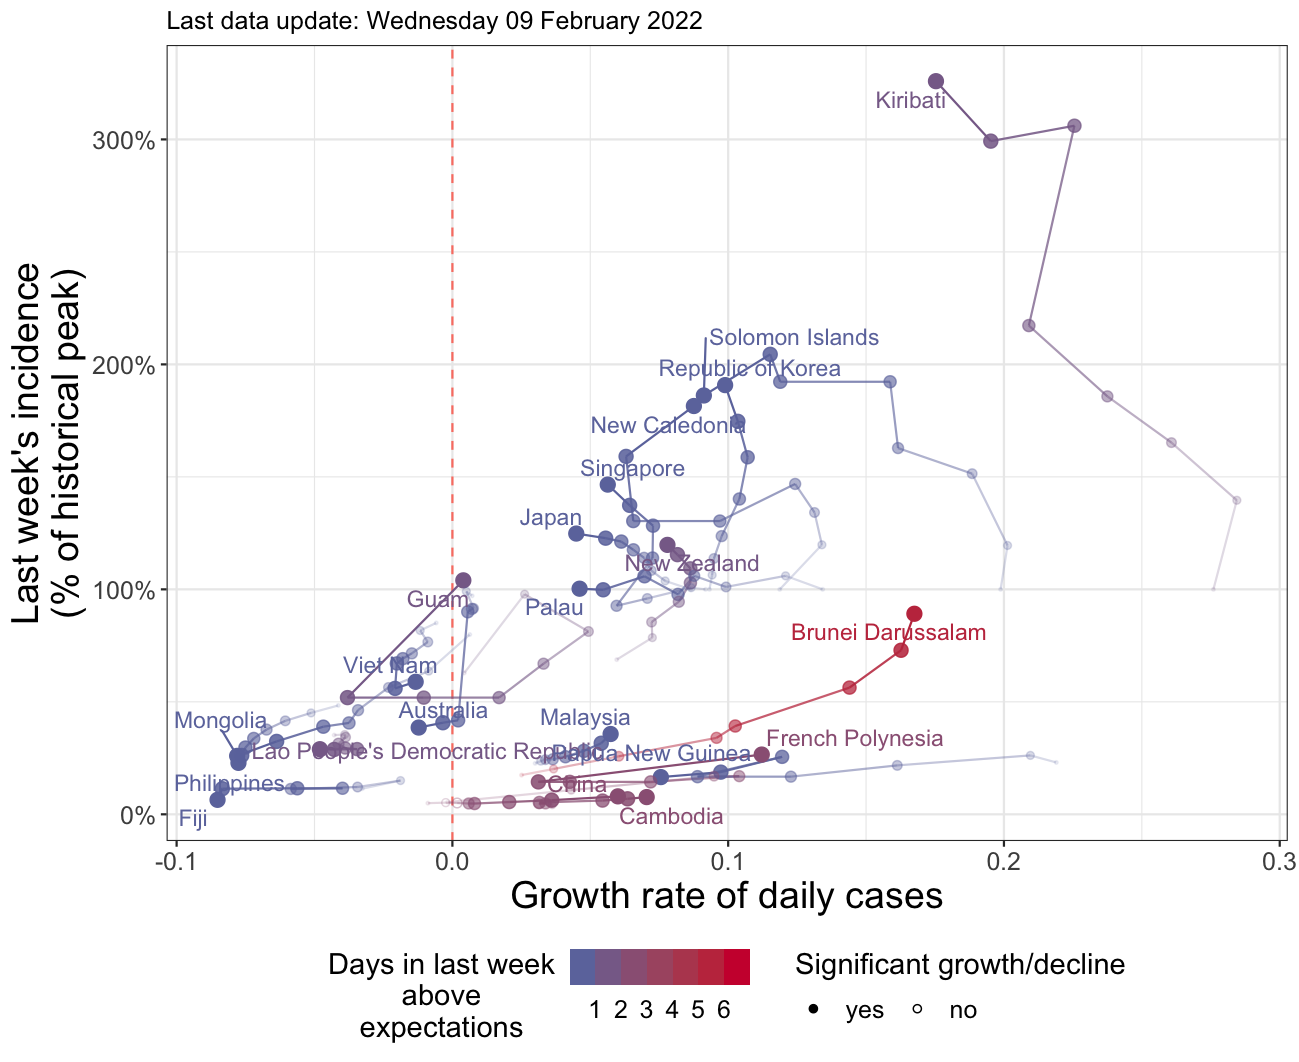 Last data update: Wednesday 09 February 2022
Last week's incidence
(% of historical peak)
300%
200%
100%
0%
Kiribati
Solomon Islands
Republic of Korea
New Caledonia
Singapore
Japan
New Zealand
Guam
Palau
Brunei Darussalam
Viet Nam
Australia
Mongolia
Malaysia
French Polynesia
Lao People's Democratic Republic
Papua New Guinea
Philippines
China
Fiji
Cambodia
-0.1
0.0
0.1
0.2
0.3
Growth rate of daily cases
Days in last week
above
expectations
1 2 3 4 5 6
Significant growth/decline
yes
no